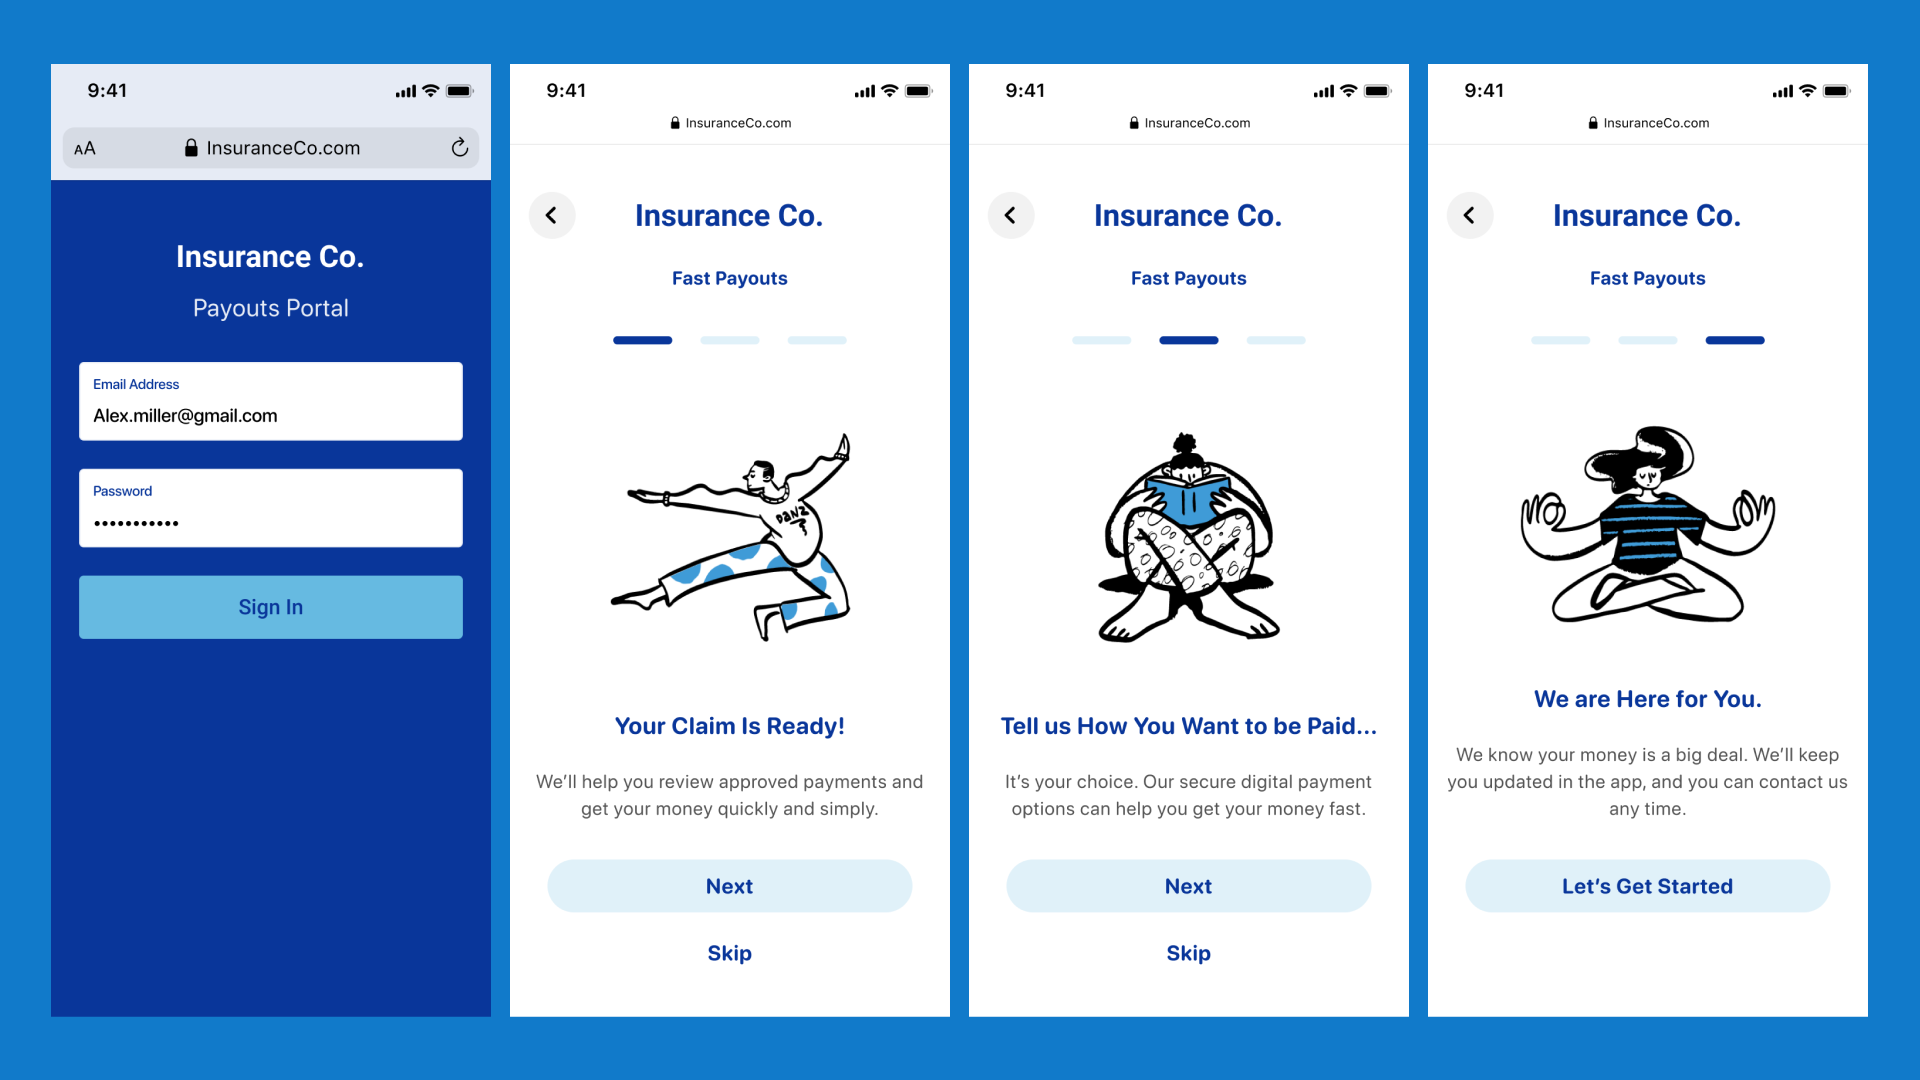 9:41
AA
InsuranceCo.com
Insurance Co.
Payouts Portal
Email Address
Alex.miller@gmail.com
Password
•••••••••••
Sign In
9:41
InsuranceCo.com
Insurance Co.
Fast Payouts
DANZ
Your Claim Is Ready!
We’ll help you review approved payments and
get your money quickly and simply.
Next
Skip
9:41
InsuranceCo.com
Insurance Co.
Fast Payouts
Tell us How You Want to be Paid...
It’s your choice. Our secure digital payment
options can help you get your money fast.
Next
Skip
9:41
InsuranceCo.com
Insurance Co.
Fast Payouts
We are Here for You.
We know your money is a big deal. We’ll keep
you updated in the app, and you can contact us
any time.
Let’s Get Started